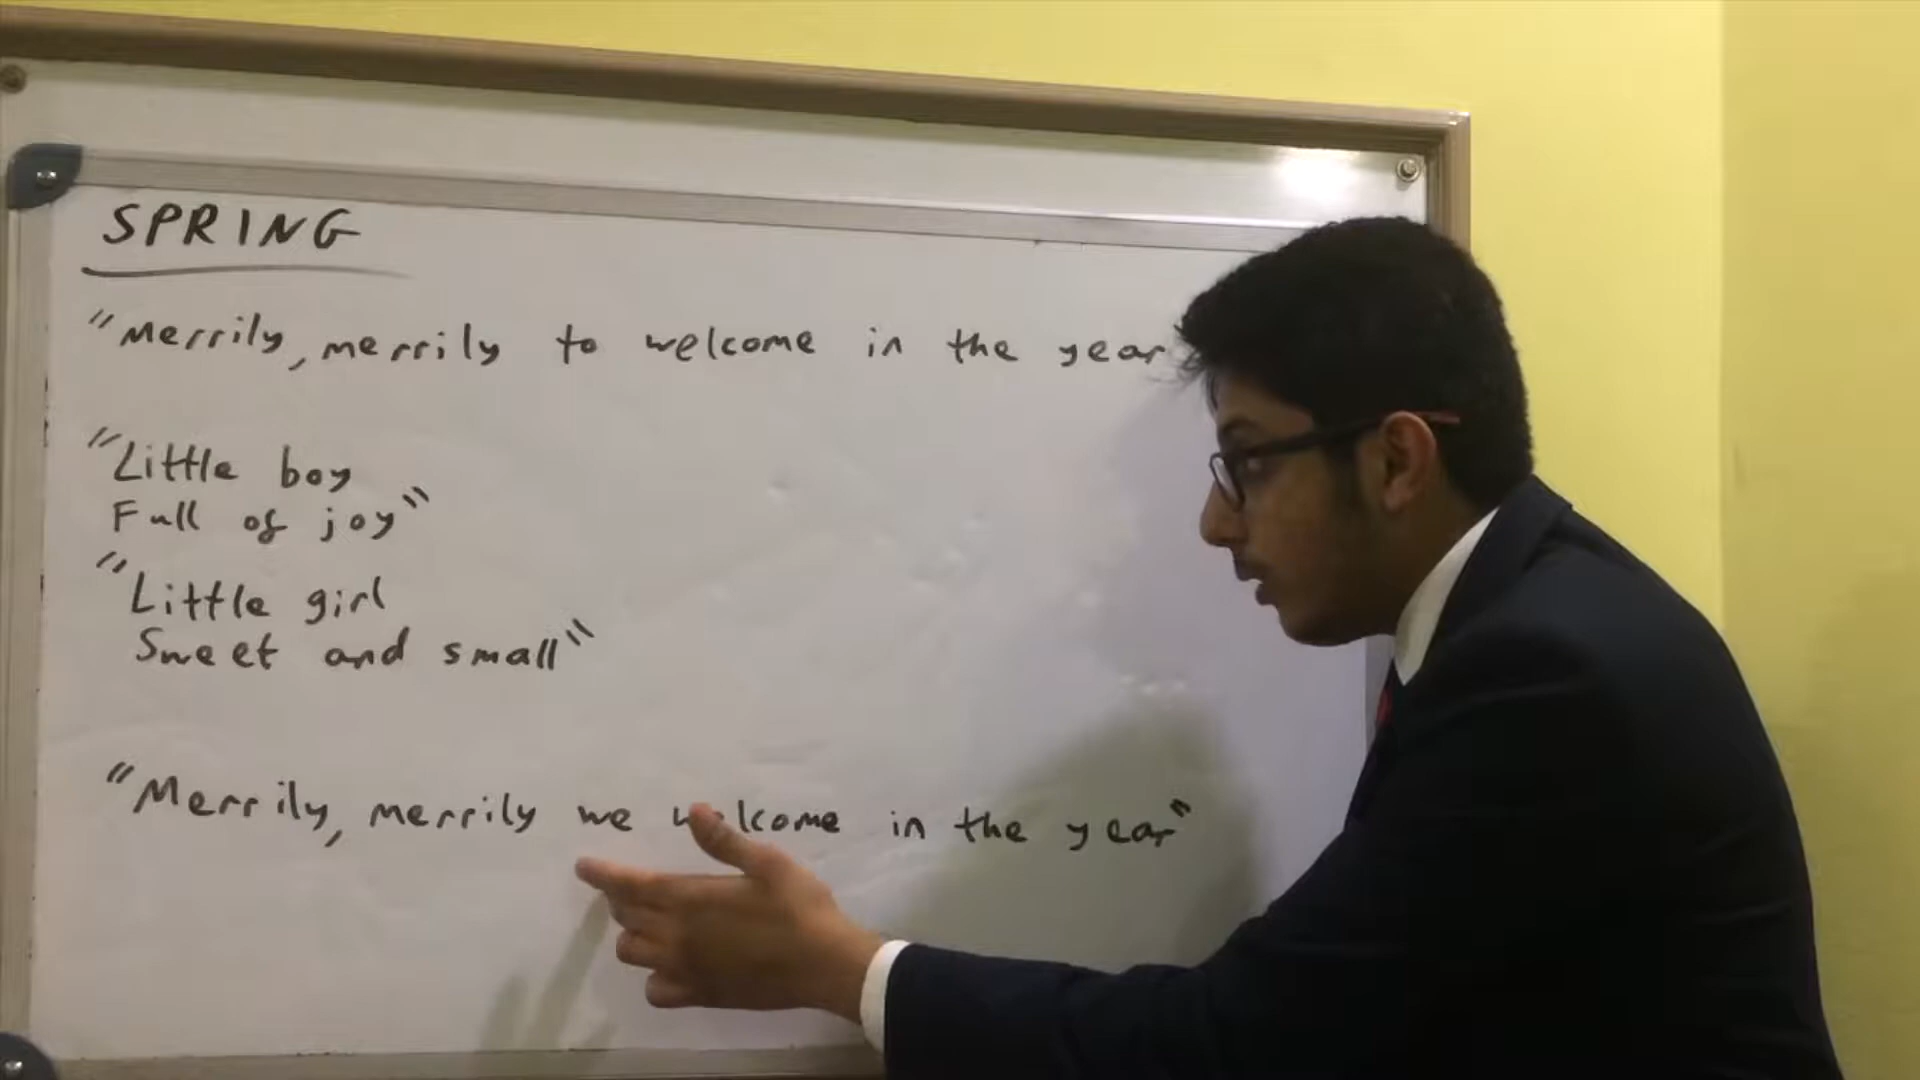 SPRING
"Merrily, merrily to welcome in the year
"Little boy
Full of joy"
"Little girl
Sweet and small"
"Merrily, merrily we welcome in the year"